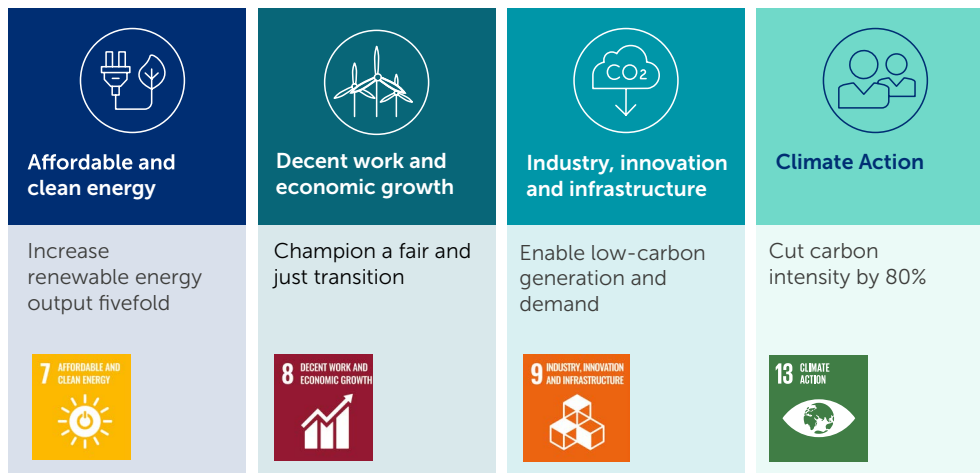 Affordable and
clean energy
Increase
renewable energy
output fivefold
7 AFFORDABLE AND
CLEAN ENERGY
Decent work and
economic growth
Champion a fair and
just transition
8 DECENT WORK AND
ECONOMIC GROWTH
CO2
Industry, innovation
and infrastructure
Enable low-carbon
generation and
demand
9 INDUSTRY, INNOVATION
AND INFRASTRUCTURE
Climate Action
Cut carbon
intensity by 80%
13 CLIMATE
ACTION